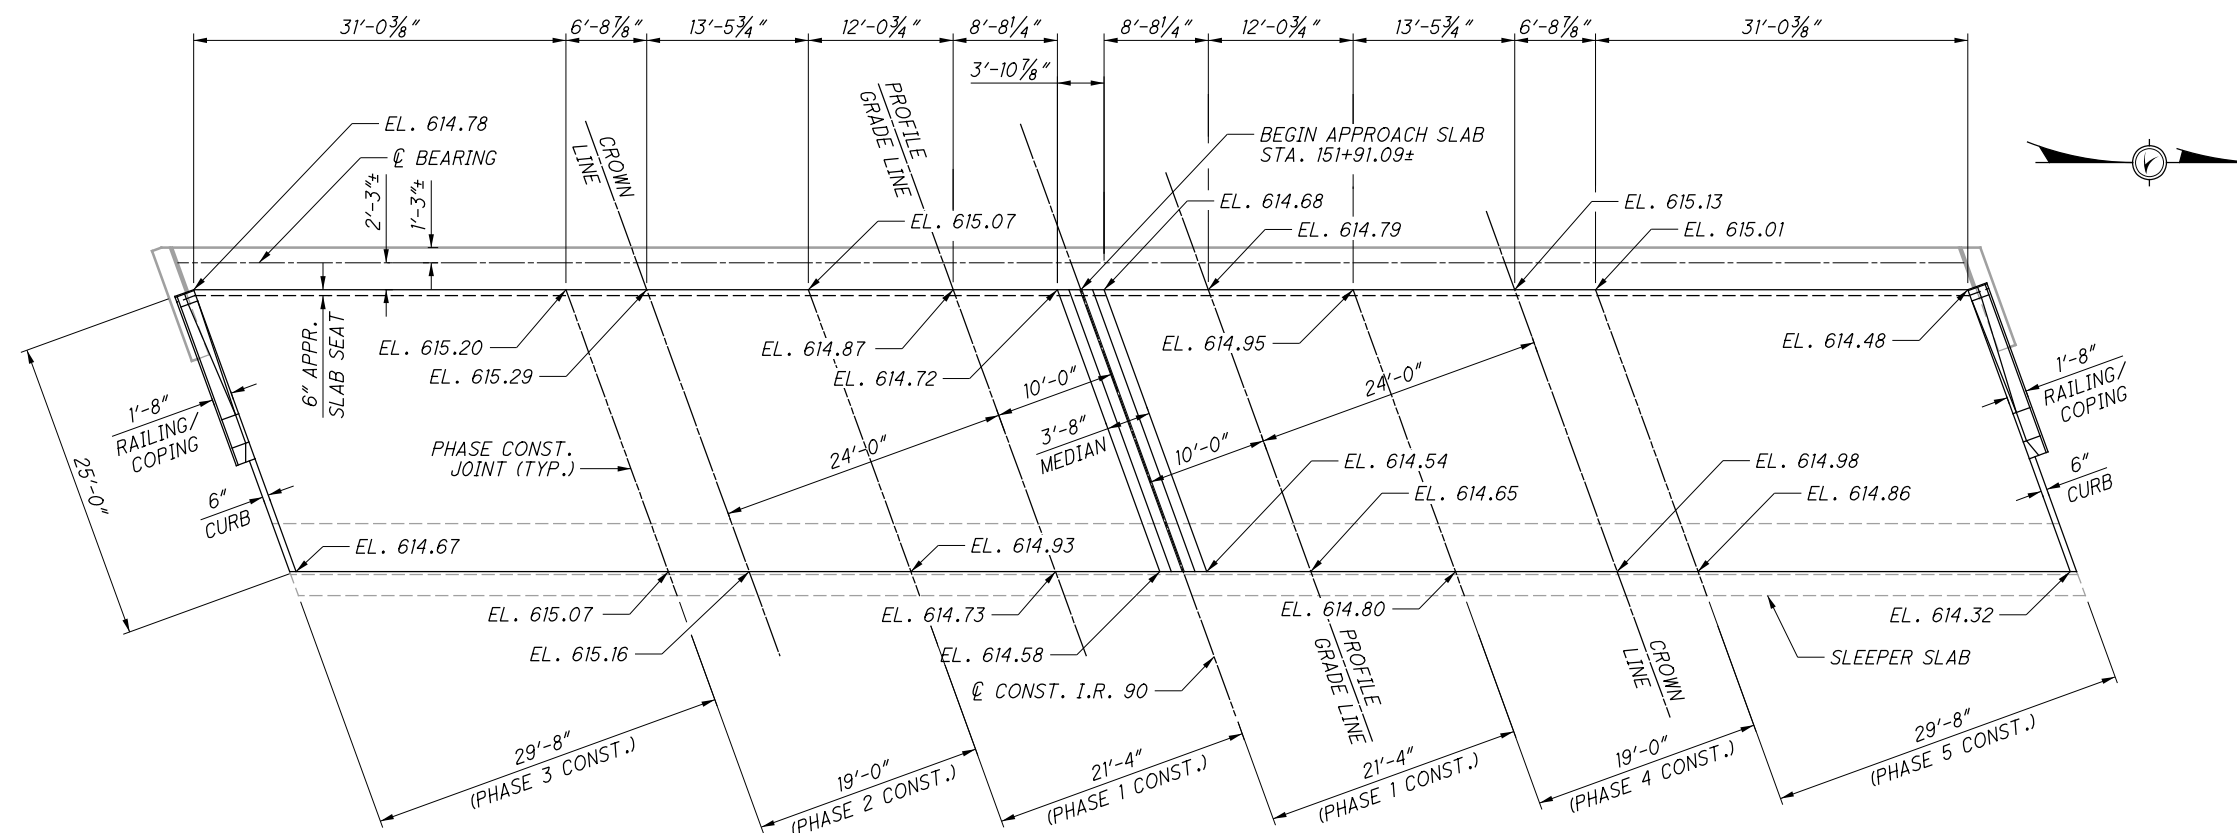 31'-0⅜" 6'-8⅞" 13'-5¾" 12'-0¾" 8'-8¼" 8'-8¼" 12'-0¾" 13'-5¾" 6'-8⅞" 31'-0⅜"
3'-10⅞"
EL. 614.78
℄ BEARING
2'-3"±
1'-3"±
CROWN
LINE
PROFILE
GRADE LINE
BEGIN APPROACH SLAB
STA. 151+91.09±
EL. 615.07
EL. 614.68
EL. 614.79
EL. 615.13
EL. 615.01
6" APPR.
SLAB SEAT
EL. 615.20
EL. 615.29
EL. 614.87
EL. 614.72
EL. 614.95
EL. 614.48
10'-0"
24'-0"
24'-0"
10'-0"
3'-8"
MEDIAN
1'-8"
RAILING/
COPING
1'-8"
RAILING/
COPING
25'-0"
PHASE CONST.
JOINT (TYP.)
6"
CURB
6"
CURB
EL. 614.54
EL. 614.65
EL. 614.98
EL. 614.86
EL. 614.67
EL. 614.93
EL. 615.07
EL. 615.16
EL. 614.73
EL. 614.58
EL. 614.80
EL. 614.32
℄ CONST. I.R. 90
PROFILE
GRADE LINE
CROWN
LINE
SLEEPER SLAB
29'-8"
(PHASE 3 CONST.)
19'-0"
(PHASE 2 CONST.)
21'-4"
(PHASE 1 CONST.)
21'-4"
(PHASE 1 CONST.)
19'-0"
(PHASE 4 CONST.)
29'-8"
(PHASE 5 CONST.)